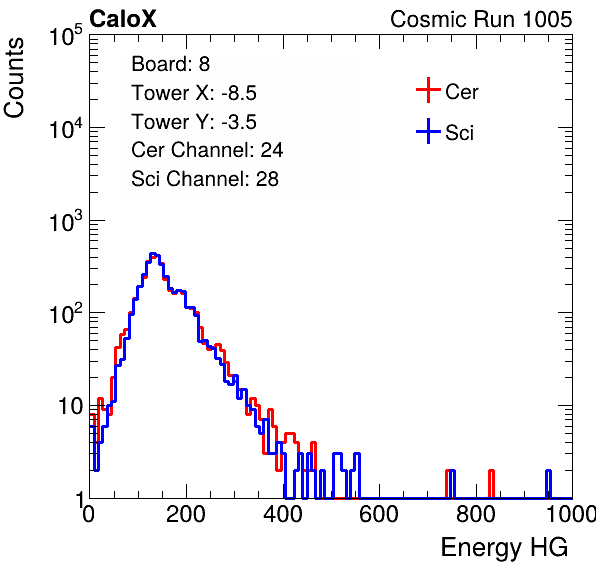 CaloX Cosmic Run 1005
Counts
Board: 8
Tower X: -8.5
Tower Y: -3.5
Cer Channel: 24
Sci Channel: 28
Cer
Sci
10^5
10^4
10^3
10^2
10
1
0 200 400 600 800 1000
Energy HG